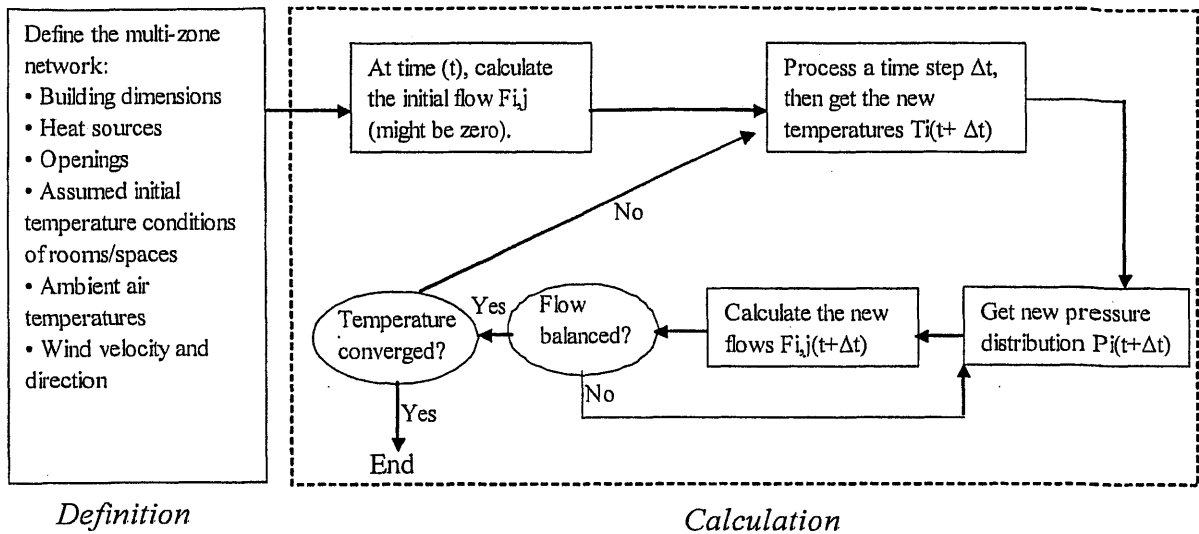 Define the multi-zone
network:
• Building dimensions
• Heat sources
• Openings
• Assumed initial
temperature conditions
of rooms/spaces
• Ambient air
temperatures
• Wind velocity and
direction
At time (t), calculate
the initial flow Fi,j
(might be zero).
Process a time step Δt,
then get the new
temperatures Ti(t+ Δt)
No
Temperature
converged?
Yes
Flow
balanced?
Calculate the new
flows Fi,j(t+Δt)
Get new pressure
distribution Pi(t+Δt)
No
Yes
End
Definition
Calculation